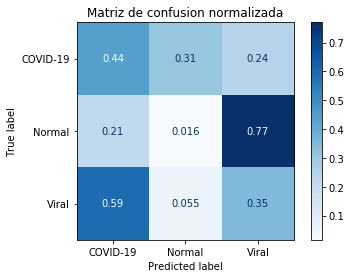 Matriz de confusion normalizada
COVID-19 0.44 0.31 0.24
Normal 0.21 0.016 0.77
Viral 0.59 0.055 0.35
COVID-19 Normal Viral
Predicted label
True label
0.7
0.6
0.5
0.4
0.3
0.2
0.1